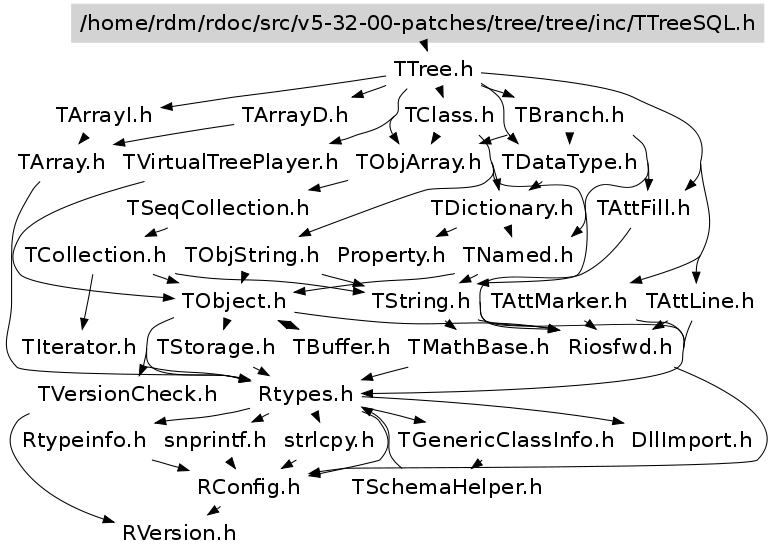 /home/rdm/rdoc/src/v5-32-00-patches/tree/tree/inc/TTreeSQL.h
TTree.h
TArrayI.h TArrayD.h TClass.h TBranch.h
TArray.h TVirtualTreePlayer.h TObjArray.h TDataType.h
TSeqCollection.h TDictionary.h TAttFill.h
TCollection.h TObjString.h Property.h TNamed.h
TObject.h TString.h TAttMarker.h TAttLine.h
TIterator.h TStorage.h TBuffer.h TMathBase.h Riosfwd.h
TVersionCheck.h Rtypes.h
Rtypeinfo.h snprintf.h strlcpy.h TGenericClassInfo.h DllImport.h
RConfig.h TSchemaHelper.h
RVersion.h